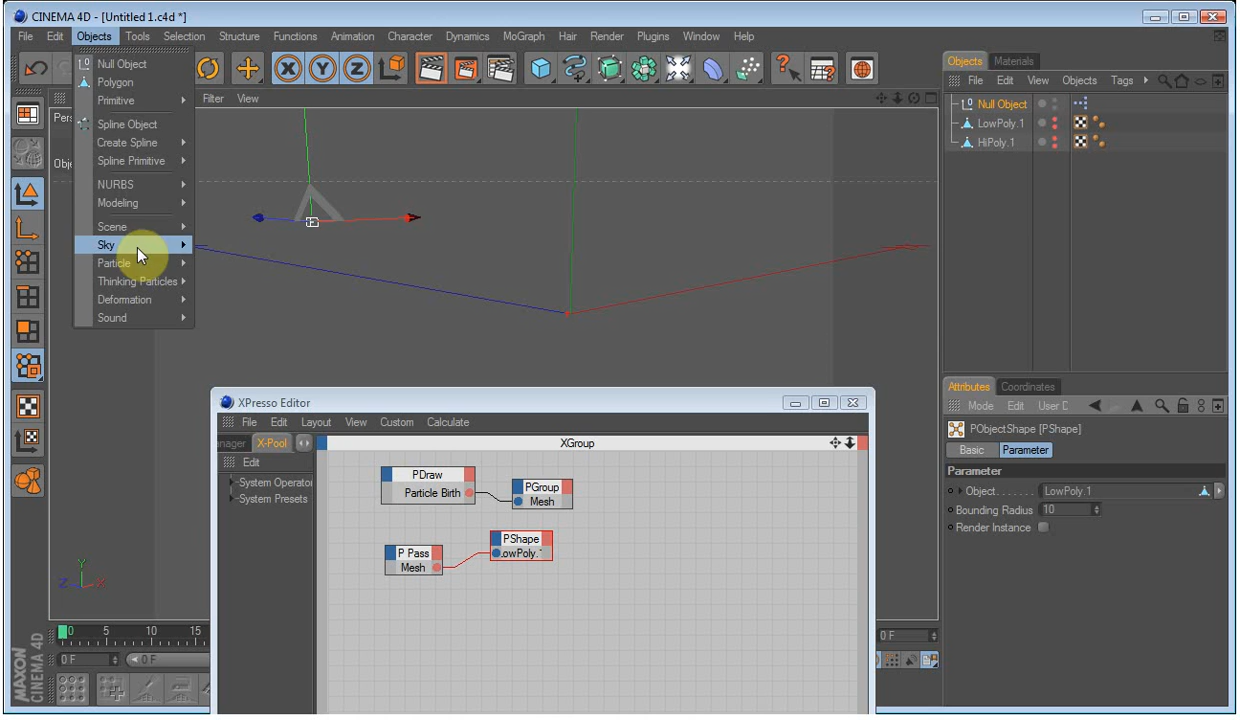 CINEMA 4D - [Untitled 1.c4d *]
File Edit Objects Tools Selection Structure Functions Animation Character Dynamics MoGraph Hair Render Plugins Window Help
Null Object
Polygon
Primitive
Spline Object
Create Spline
Spline Primitive
NURBS
Modeling
Scene
Sky
Particle
Thinking Particles
Deformation
Sound
Filter View
Pers
Obje
X Y Z
Y
Z X
0 5 10 15
0 F 0 F
0 F
MAXON
CINEMA 4D
XPresso Editor
File Edit Layout View Custom Calculate
anager X-Pool
Edit
System Operato
System Presets
XGroup
PDraw
Particle Birth
PGroup
Mesh
P Pass
Mesh
PShape
.owPoly.
Objects Materials
File Edit View Objects Tags
Null Object
LowPoly.1
HiPoly.1
Attributes Coordinates
Mode Edit User D
PObjectShape [PShape]
Basic Parameter
Parameter
Object LowPoly.1
Bounding Radius 10
Render Instance